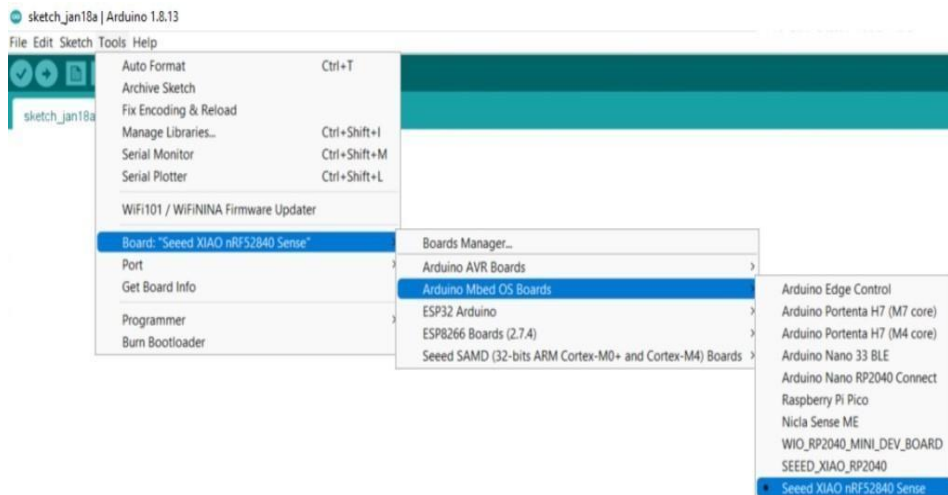 sketch_jan18a | Arduino 1.8.13
File Edit Sketch Tools Help
sketch_jan18a
Auto Format Ctrl+T
Archive Sketch
Fix Encoding & Reload
Manage Libraries... Ctrl+Shift+I
Serial Monitor Ctrl+Shift+M
Serial Plotter Ctrl+Shift+L
WiFi101 / WiFiNINA Firmware Updater
Board: "Seeed XIAO nRF52840 Sense"
Port
Get Board Info
Programmer
Burn Bootloader
Boards Manager...
Arduino AVR Boards
Arduino Mbed OS Boards
ESP32 Arduino
ESP8266 Boards (2.7.4)
Seeed SAMD (32-bits ARM Cortex-M0+ and Cortex-M4) Boards
Arduino Edge Control
Arduino Portenta H7 (M7 core)
Arduino Portenta H7 (M4 core)
Arduino Nano 33 BLE
Arduino Nano RP2040 Connect
Raspberry Pi Pico
Nicla Sense ME
WIO_RP2040_MINI_DEV_BOARD
SEEED_XIAO_RP2040
Seeed XIAO nRF52840 Sense